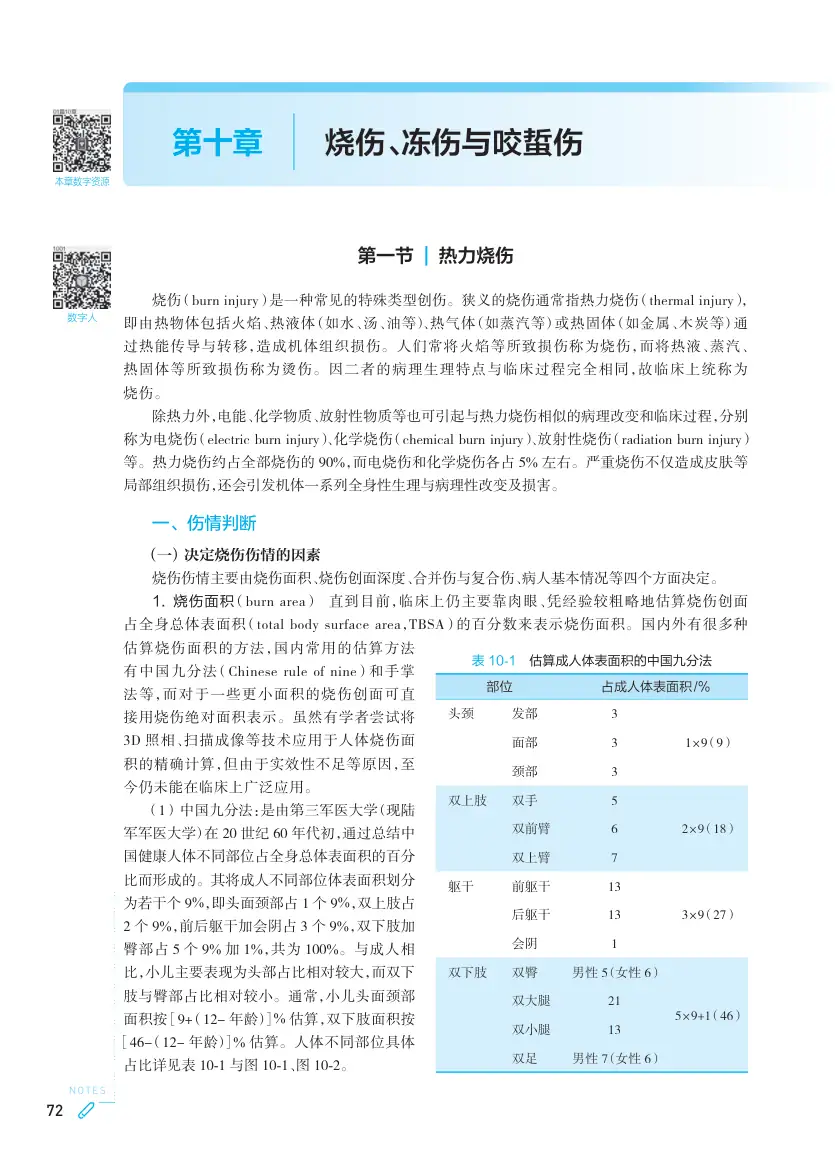 第十章
烧伤、冻伤与咬蜇伤
本章数字资源
1001
数字人
第一节 | 热力烧伤
烧伤（burn injury）是一种常见的特殊类型创伤。狭义的烧伤通常指热力烧伤（thermal injury），
即由热物体包括火焰、热液体（如水、汤、油等）、热气体（如蒸汽等）或热固体（如金属、木炭等）通
过热能传导与转移，造成机体组织损伤。人们常将火焰等所致损伤称为烧伤，而将热液、蒸汽、
热固体等所致损伤称为烫伤。因二者的病理生理特点与临床过程完全相同，故临床上统称为
烧伤。
除热力外，电能、化学物质、放射性物质等也可引起与热力烧伤相似的病理改变和临床过程，分别
称为电烧伤（electric burn injury）、化学烧伤（chemical burn injury）、放射性烧伤（radiation burn injury）
等。热力烧伤约占全部烧伤的 90%，而电烧伤和化学烧伤各占 5% 左右。严重烧伤不仅造成皮肤等
局部组织损伤，还会引发机体一系列全身性生理与病理性改变及损害。
一、伤情判断
（一）决定烧伤伤情的因素
烧伤伤情主要由烧伤面积、烧伤创面深度、合并伤与复合伤、病人基本情况等四个方面决定。
1. 烧伤面积（burn area） 直到目前，临床上仍主要靠肉眼、凭经验较粗略地估算烧伤创面
占全身总体表面积（total body surface area，TBSA）的百分数来表示烧伤面积。国内外有很多种
估算烧伤面积的方法，国内常用的估算方法
有中国九分法（Chinese rule of nine）和手掌
法等，而对于一些更小面积的烧伤创面可直
接用烧伤绝对面积表示。虽然有学者尝试将
3D 照相、扫描成像等技术应用于人体烧伤面
积的精确计算，但由于实效性不足等原因，至
今仍未能在临床上广泛应用。
（1）中国九分法：是由第三军医大学（现陆
军军医大学）在 20 世纪 60 年代初，通过总结中
国健康人体不同部位占全身总体表面积的百分
比而形成的。其将成人不同部位体表面积划分
为若干个 9%，即头面颈部占 1 个 9%，双上肢占
2 个 9%，前后躯干加会阴占 3 个 9%，双下肢加
臀部占 5 个 9% 加 1%，共为 100%。与成人相
比，小儿主要表现为头部占比相对较大，而双下
肢与臀部占比相对较小。通常，小儿头面颈部
面积按［9+（12– 年龄）］% 估算，双下肢面积按
［46–（12– 年龄）］% 估算。人体不同部位具体
占比详见表 10-1 与图 10-1、图 10-2。
表 10-1 估算成人体表面积的中国九分法
部位 占成人体表面积/%
头颈 发部 3
面部 3 1×9（9）
颈部 3
双上肢 双手 5
双前臂 6 2×9（18）
双上臂 7
躯干 前躯干 13
后躯干 13 3×9（27）
会阴 1
双下肢 双臀 男性 5（女性 6）
双大腿 21
5×9+1（46）
双小腿 13
双足 男性 7（女性 6）
NOTES
72